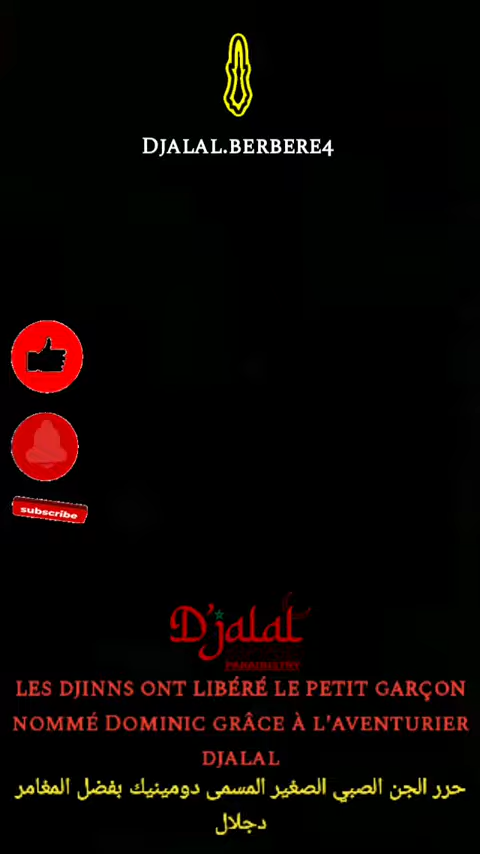 DJALAL.BERBERE4
subscribe
D'jalal
PARAIDISTRY
LES DJINNS ONT LIBÉRÉ LE PETIT GARÇON
NOMMÉ DOMINIC GRÂCE À L'AVENTURIER
DJALAL
حرر الجن الصبي الصغير المسمى دومينيك بفضل المغامر
دجلال